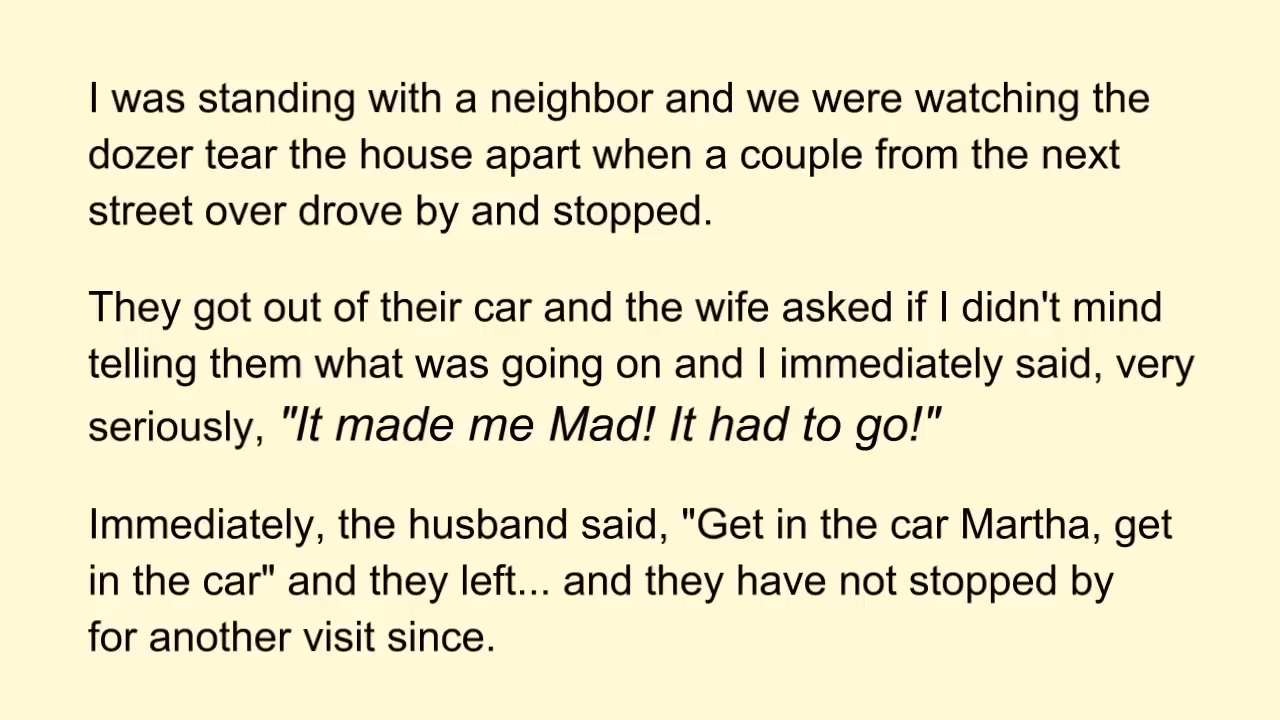 I was standing with a neighbor and we were watching the
dozer tear the house apart when a couple from the next
street over drove by and stopped.
They got out of their car and the wife asked if I didn't mind
telling them what was going on and I immediately said, very
seriously, "It made me Mad! It had to go!"
Immediately, the husband said, "Get in the car Martha, get
in the car" and they left... and they have not stopped by
for another visit since.